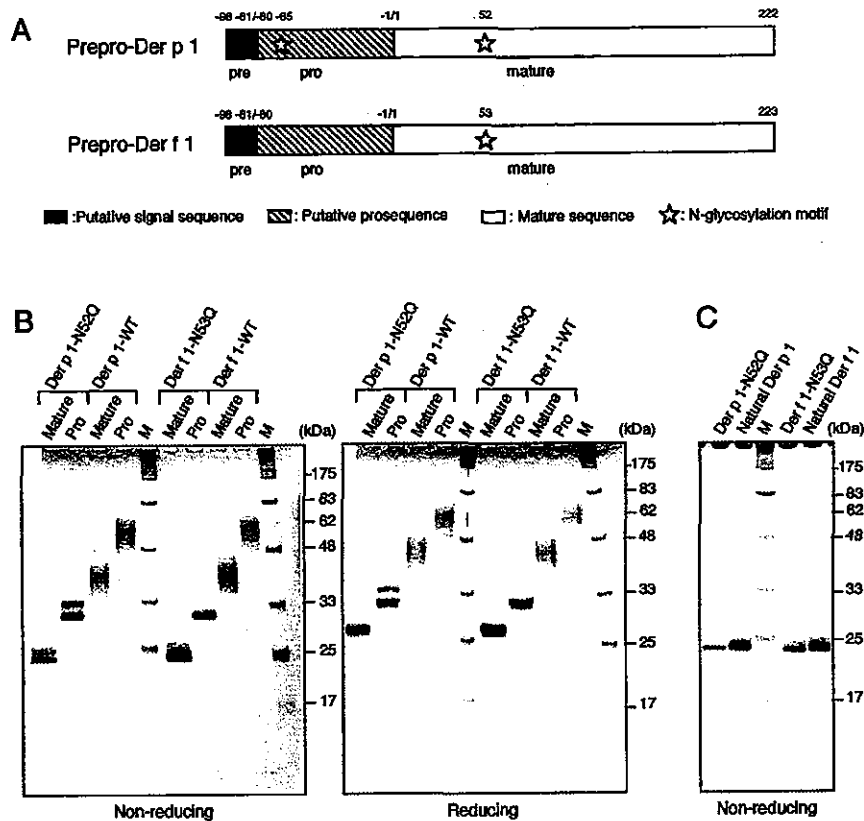 A
-98 -81/-80 -65 -1/1 52 222
Prepro-Der p 1
pre pro mature
-98 -81/-80 -1/1 53 223
Prepro-Der f 1
pre pro mature
:Putative signal sequence :Putative prosequence : Mature sequence : N-glycosylation motif
B
Der p 1-N52Q Der p 1-WT Der f 1-N53Q Der f 1-WT
Mature Pro Mature Pro M Mature Pro Mature Pro M (kDa)
175
83
62
48
33
25
17
Non-reducing
Der p 1-N52Q Der p 1-WT Der f 1-N53Q Der f 1-WT
Mature Pro Mature Pro M Mature Pro Mature Pro M (kDa)
175
83
62
48
33
25
17
Reducing
C
Der p 1-N52Q Natural Der p 1 M Der f 1-N53Q Natural Der f 1
(kDa)
175
83
62
48
33
25
17
Non-reducing